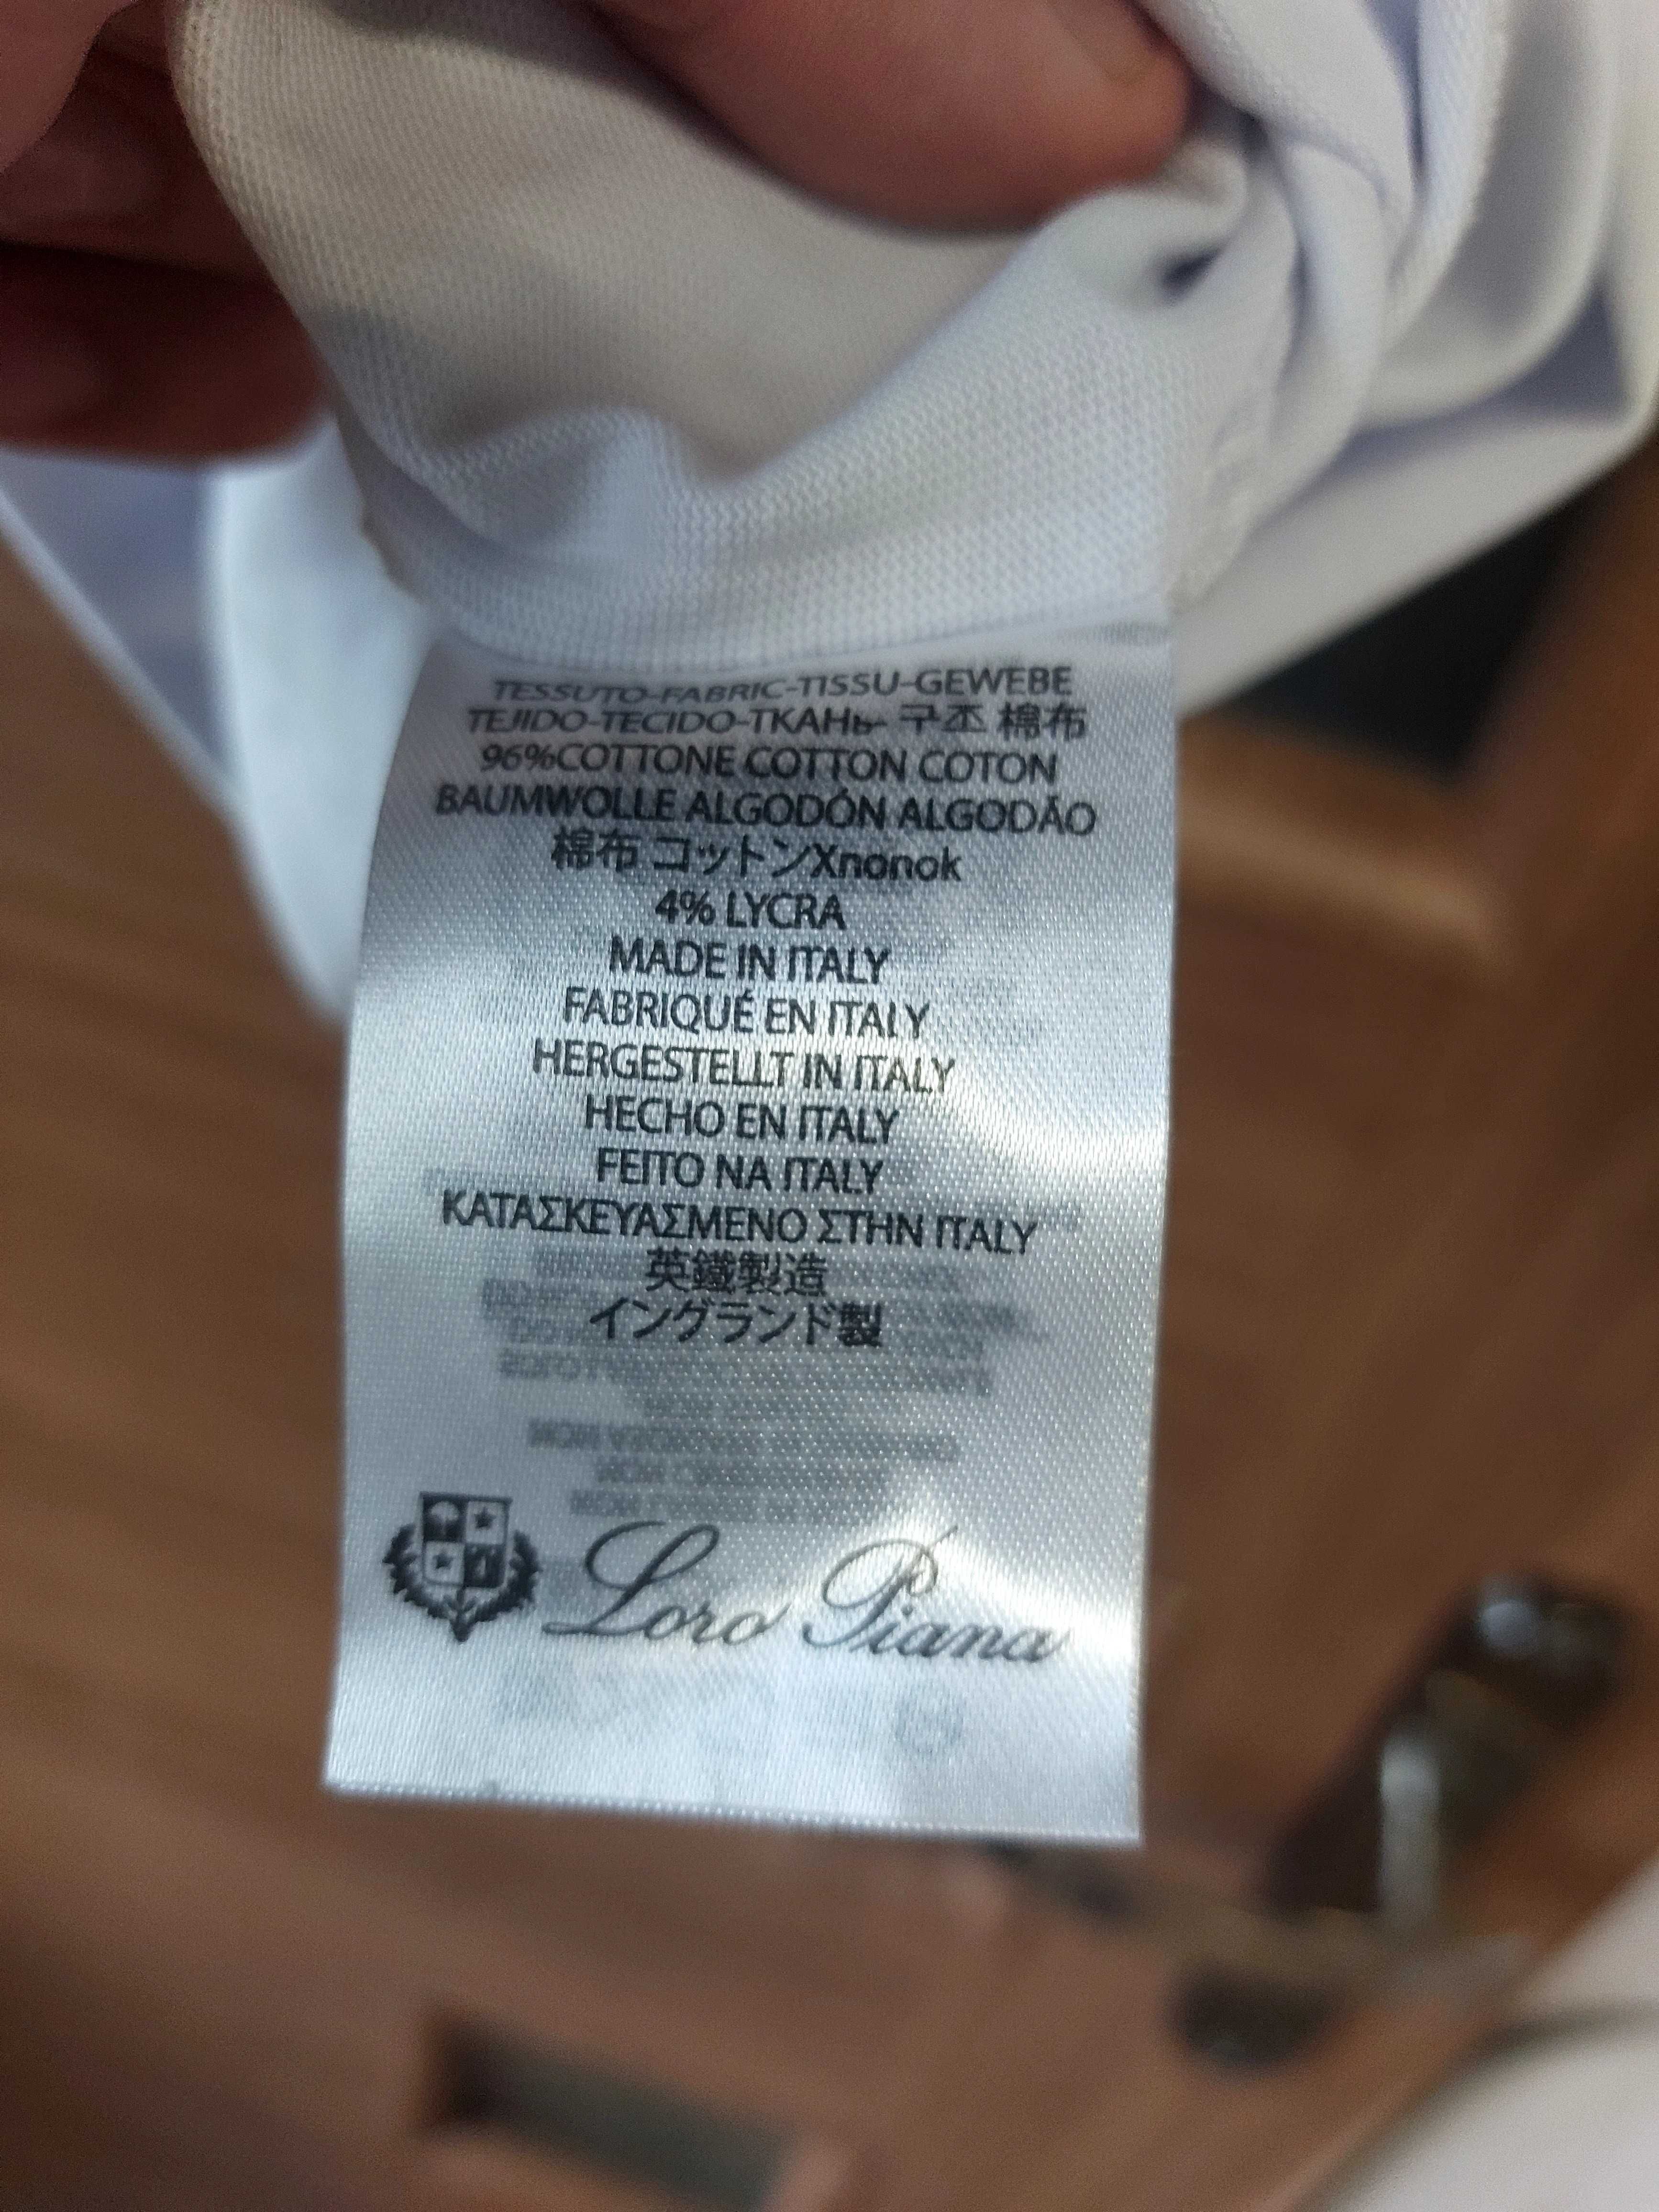 TESSUTO-FABRIC-TISSU-GEWEBE
TEJIDO-TECIDO-TKAHЬ- 구조 棉布
96%COTTONE COTTON COTON
BAUMWOLLE ALGODÓN ALGODÃO
棉布 コットンXnonok
4% LYCRA
MADE IN ITALY
FABRIQUÉ EN ITALY
HERGESTELLT IN ITALY
HECHO EN ITALY
FEITO NA ITALY
ΚΑΤΑΣΚΕΥΑΣΜΕΝΟ ΣΤΗΝ ITALY
英鐵製造
イングランド製
Loro Piana